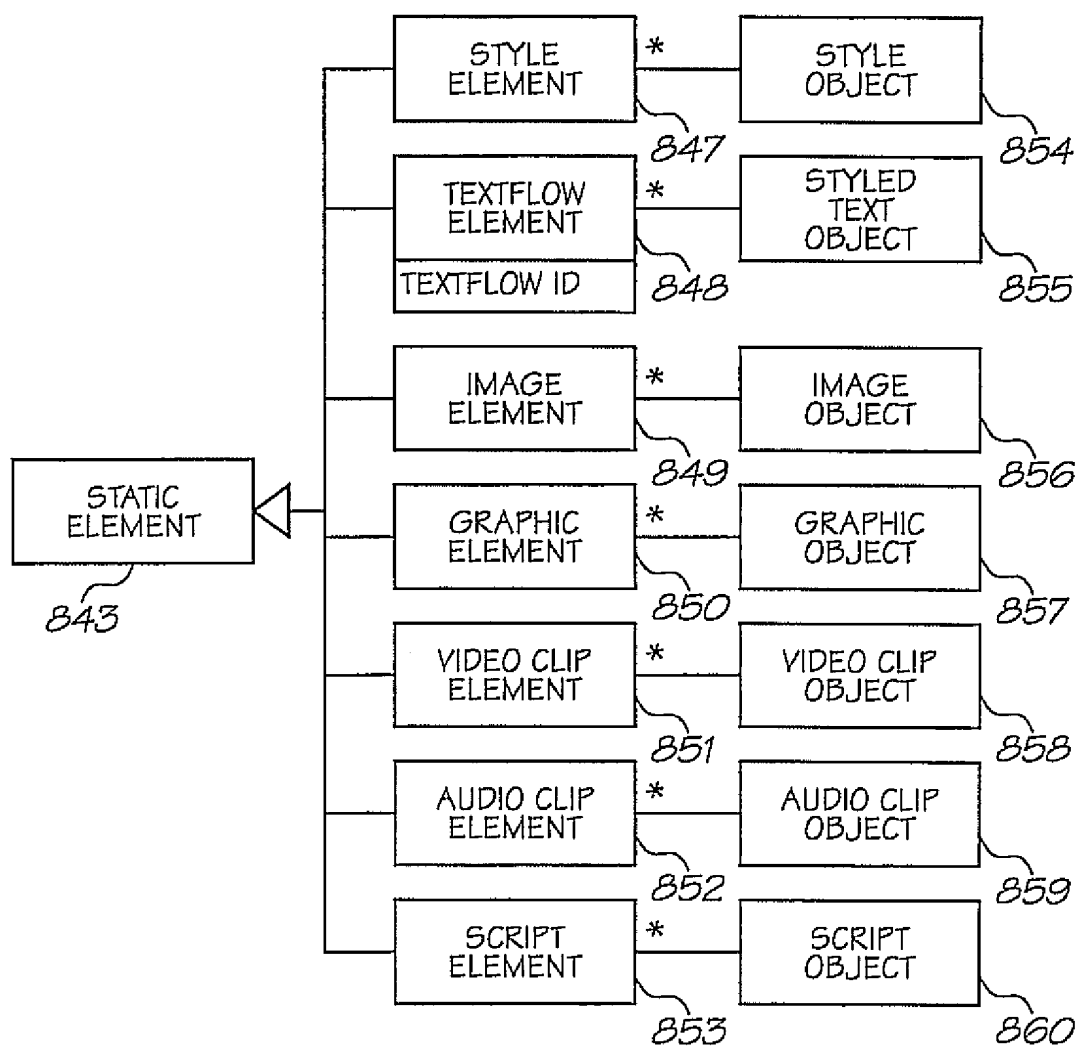 STYLE
ELEMENT
*
STYLE
OBJECT
847
854
TEXTFLOW
ELEMENT
*
STYLED
TEXT
OBJECT
TEXTFLOW ID
848
855
IMAGE
ELEMENT
*
IMAGE
OBJECT
849
856
STATIC
ELEMENT
843
GRAPHIC
ELEMENT
*
GRAPHIC
OBJECT
850
857
VIDEO CLIP
ELEMENT
*
VIDEO CLIP
OBJECT
851
858
AUDIO CLIP
ELEMENT
*
AUDIO CLIP
OBJECT
852
859
SCRIPT
ELEMENT
*
SCRIPT
OBJECT
853
860